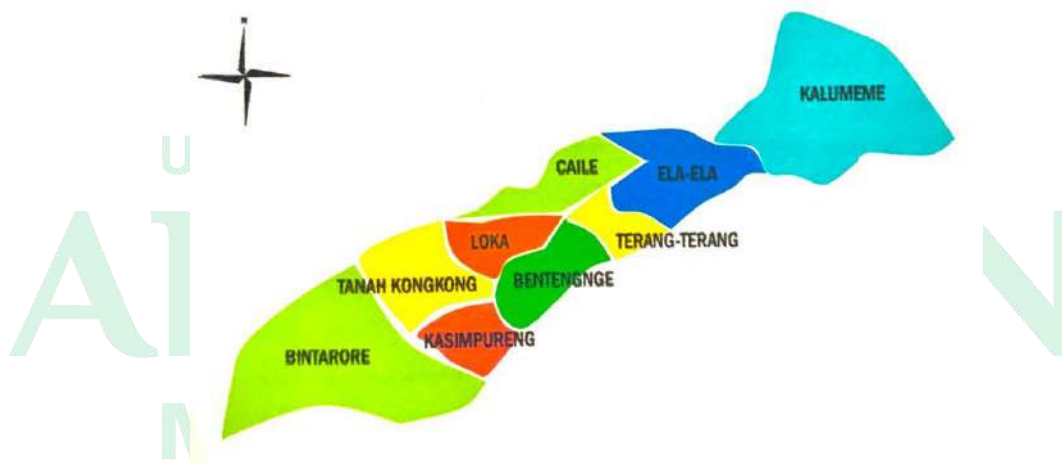 KALUMEME
CAILE
ELA-ELA
LOKA
TERANG-TERANG
TANAH KONGKONG
BENTENGNGE
KASIMPURENG
BINTARORE